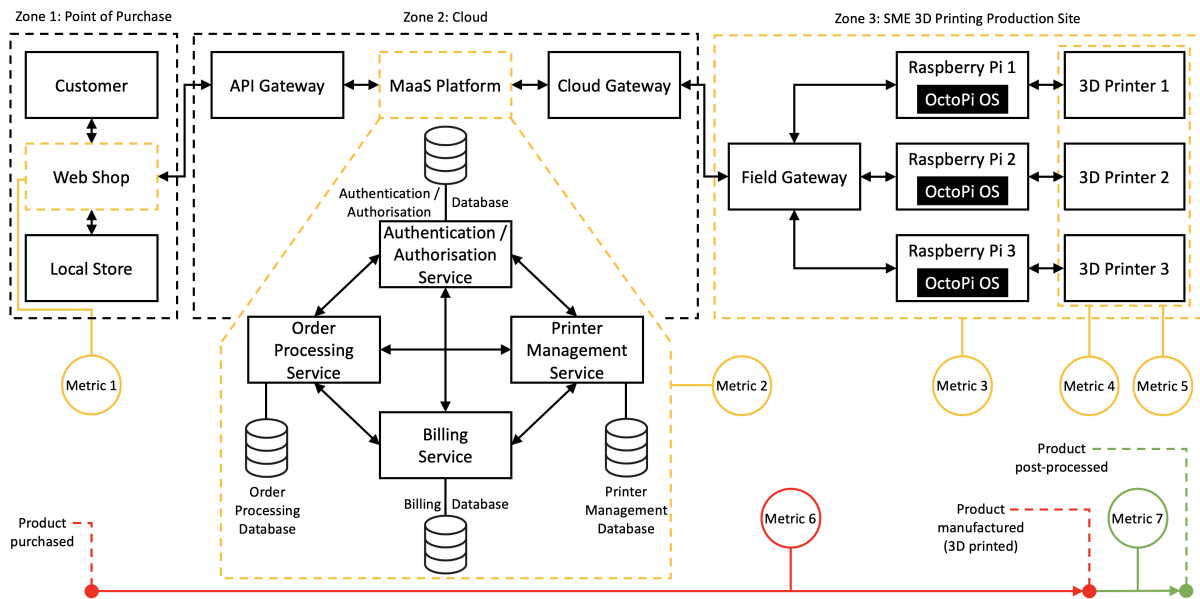 Zone 1: Point of Purchase
Customer
Web Shop
Local Store
Metric 1
Zone 2: Cloud
API Gateway
MaaS Platform
Cloud Gateway
Authentication /
Authorisation
Database
Authentication /
Authorisation
Service
Order
Processing
Service
Printer
Management
Service
Billing
Service
Order
Processing
Database
Billing Database
Printer
Management
Database
Metric 2
Zone 3: SME 3D Printing Production Site
Field Gateway
Raspberry Pi 1
OctoPi OS
3D Printer 1
Raspberry Pi 2
OctoPi OS
3D Printer 2
Raspberry Pi 3
OctoPi OS
3D Printer 3
Metric 3
Metric 4
Metric 5
Product
purchased
Metric 6
Product
manufactured
(3D printed)
Metric 7
Product
post-processed